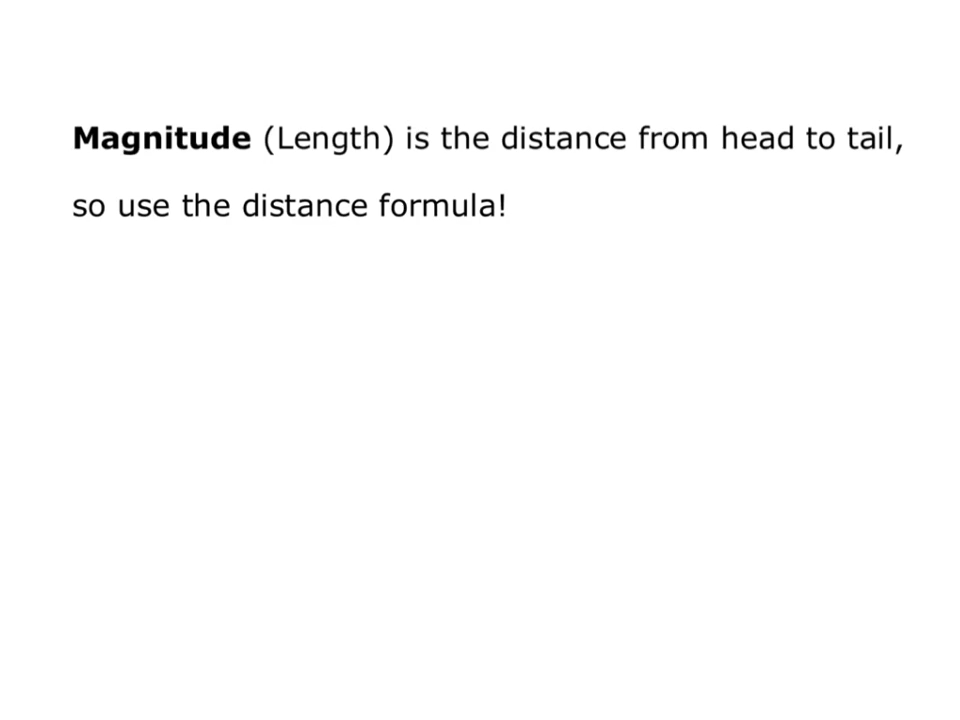 Magnitude (Length) is the distance from head to tail,
so use the distance formula!